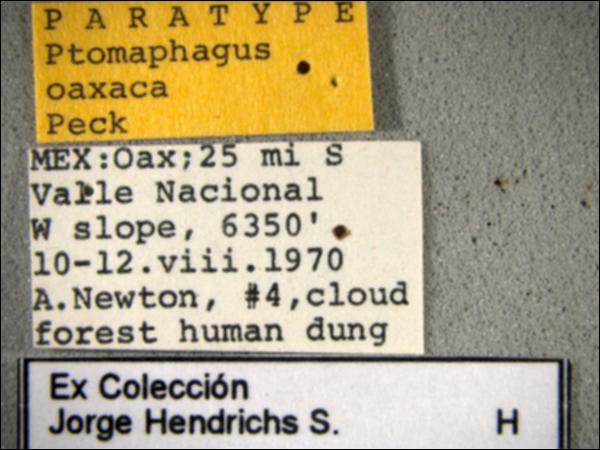 PARATYPE
Ptomaphagus
oaxaca
Peck
MEX:Oax;25 mi S
Valle Nacional
W slope, 6350'
10-12.viii.1970
A.Newton, #4,cloud
forest human dung
Ex Colección
Jorge Hendrichs S. H